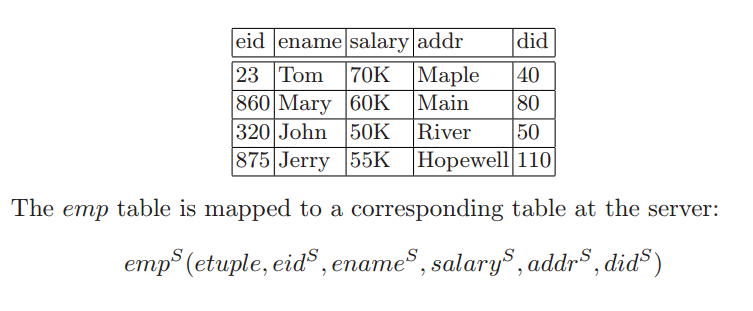 eid ename salary addr did
23 Tom 70K Maple 40
860 Mary 60K Main 80
320 John 50K River 50
875 Jerry 55K Hopewell 110
The emp table is mapped to a corresponding table at the server:
emp^S(etuple, eid^S, ename^S, salary^S, addr^S, did^S)